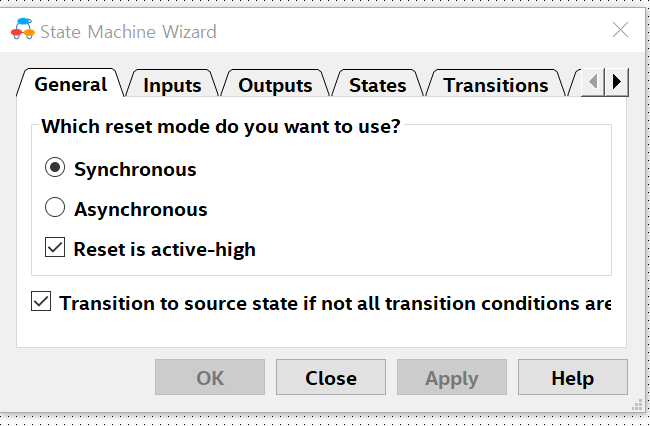 State Machine Wizard
General Inputs Outputs States Transitions
Which reset mode do you want to use?
Synchronous
Asynchronous
Reset is active-high
Transition to source state if not all transition conditions are
OK Close Apply Help